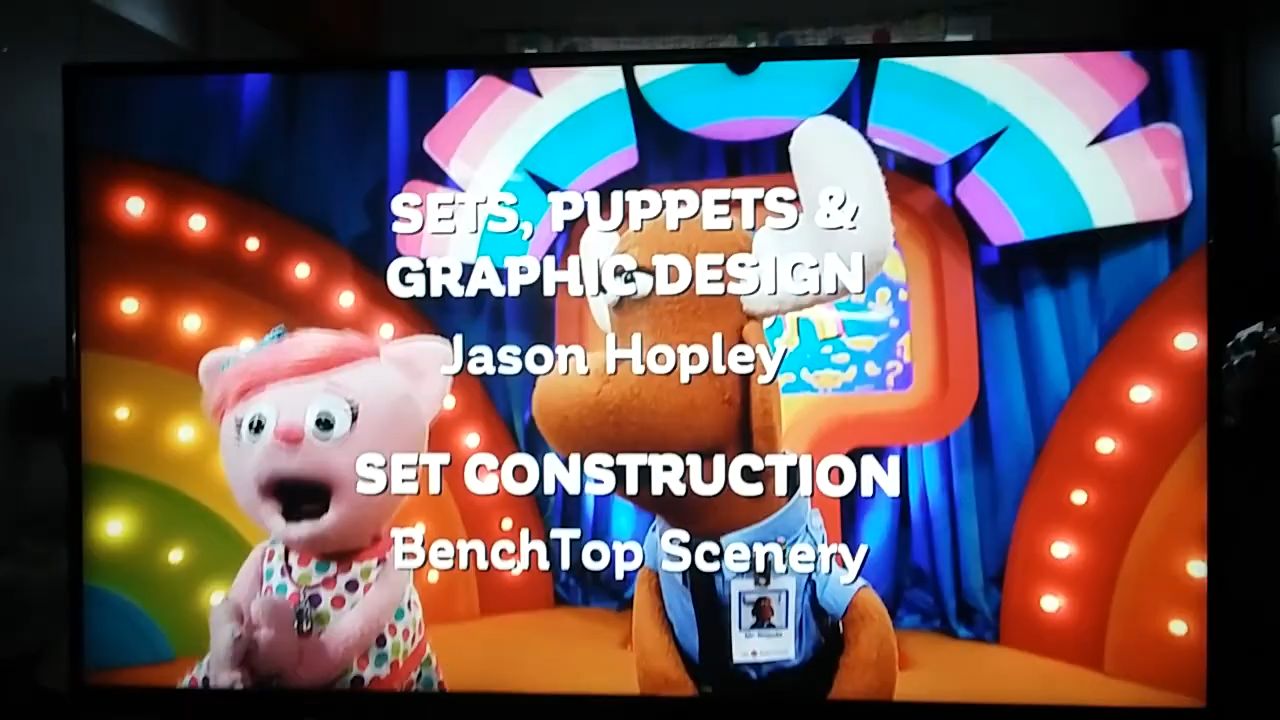 SETS, PUPPETS &
GRAPHIC DESIGN
Jason Hopley
SET CONSTRUCTION
BenchTop Scenery